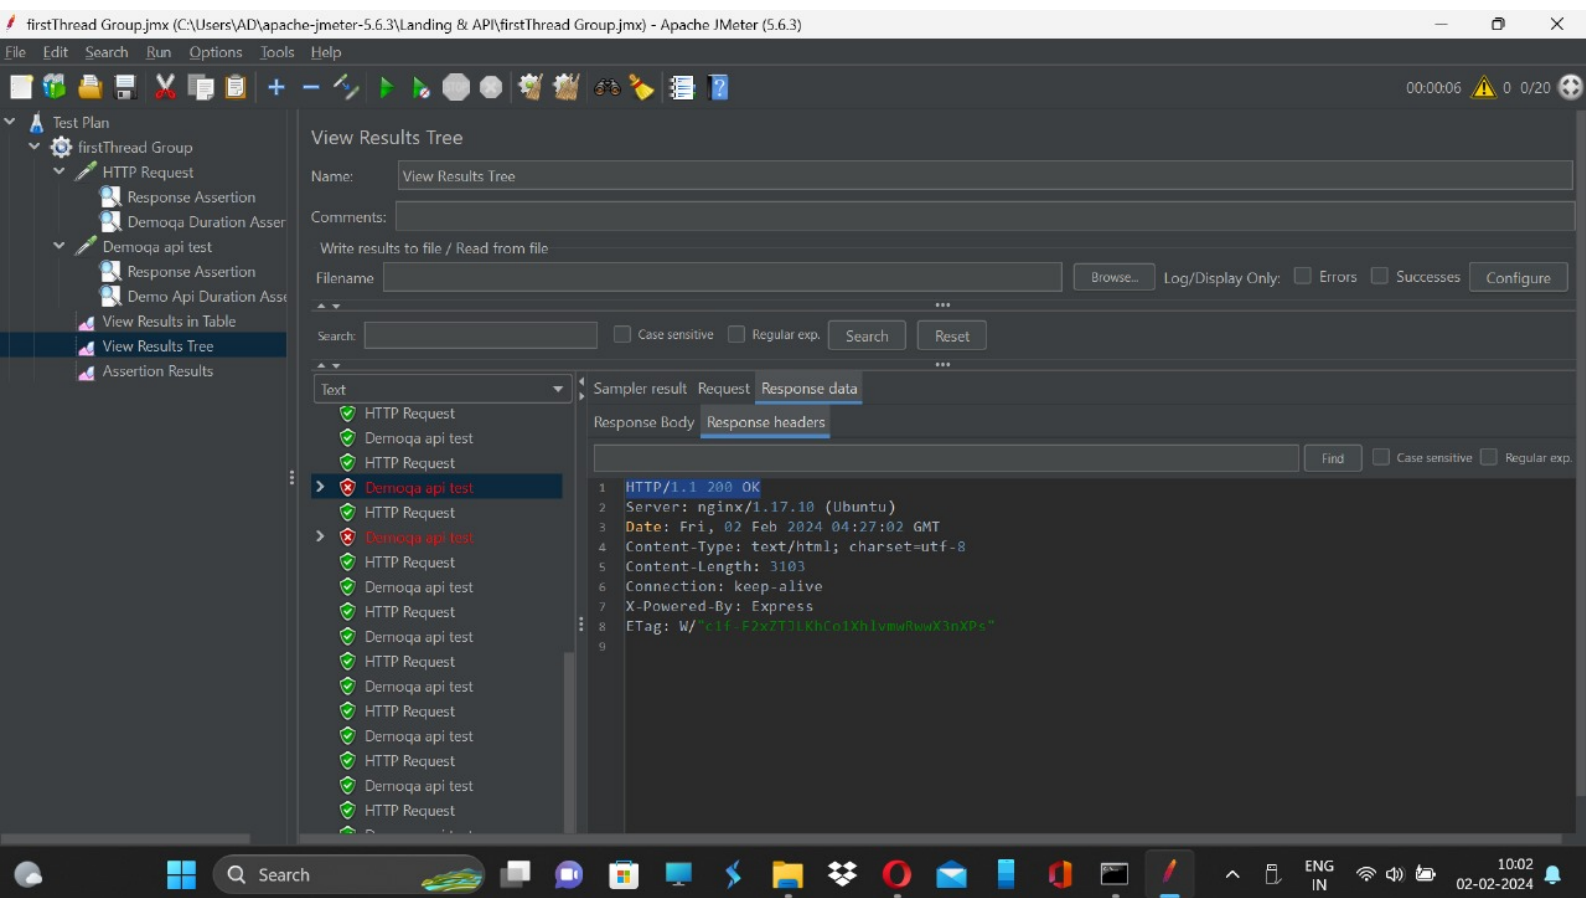 firstThread Group.jmx (C:\Users\AD\apache-jmeter-5.6.3\Landing & API\firstThread Group.jmx) - Apache JMeter (5.6.3)
File Edit Search Run Options Tools Help
STOP
00:00:06 0 0/20
Test Plan
firstThread Group
HTTP Request
Response Assertion
Demoqa Duration Asser
Demoqa api test
Response Assertion
Demo Api Duration Asse
View Results in Table
View Results Tree
Assertion Results
View Results Tree
Name: View Results Tree
Comments:
Write results to file / Read from file
Filename Browse... Log/Display Only: Errors Successes Configure
Search: Case sensitive Regular exp. Search Reset
Text
HTTP Request
Demoqa api test
HTTP Request
Demoqa api test
HTTP Request
Demoqa api test
HTTP Request
Demoqa api test
HTTP Request
Demoqa api test
HTTP Request
Demoqa api test
HTTP Request
Demoqa api test
HTTP Request
Demoqa api test
HTTP Request
Sampler result Request Response data
Response Body Response headers
Find Case sensitive Regular exp.
1 HTTP/1.1 200 OK
2 Server: nginx/1.17.10 (Ubuntu)
3 Date: Fri, 02 Feb 2024 04:27:02 GMT
4 Content-Type: text/html; charset=utf-8
5 Content-Length: 3103
6 Connection: keep-alive
7 X-Powered-By: Express
8 ETag: W/
9
Search
ENG
IN
10:02
02-02-2024